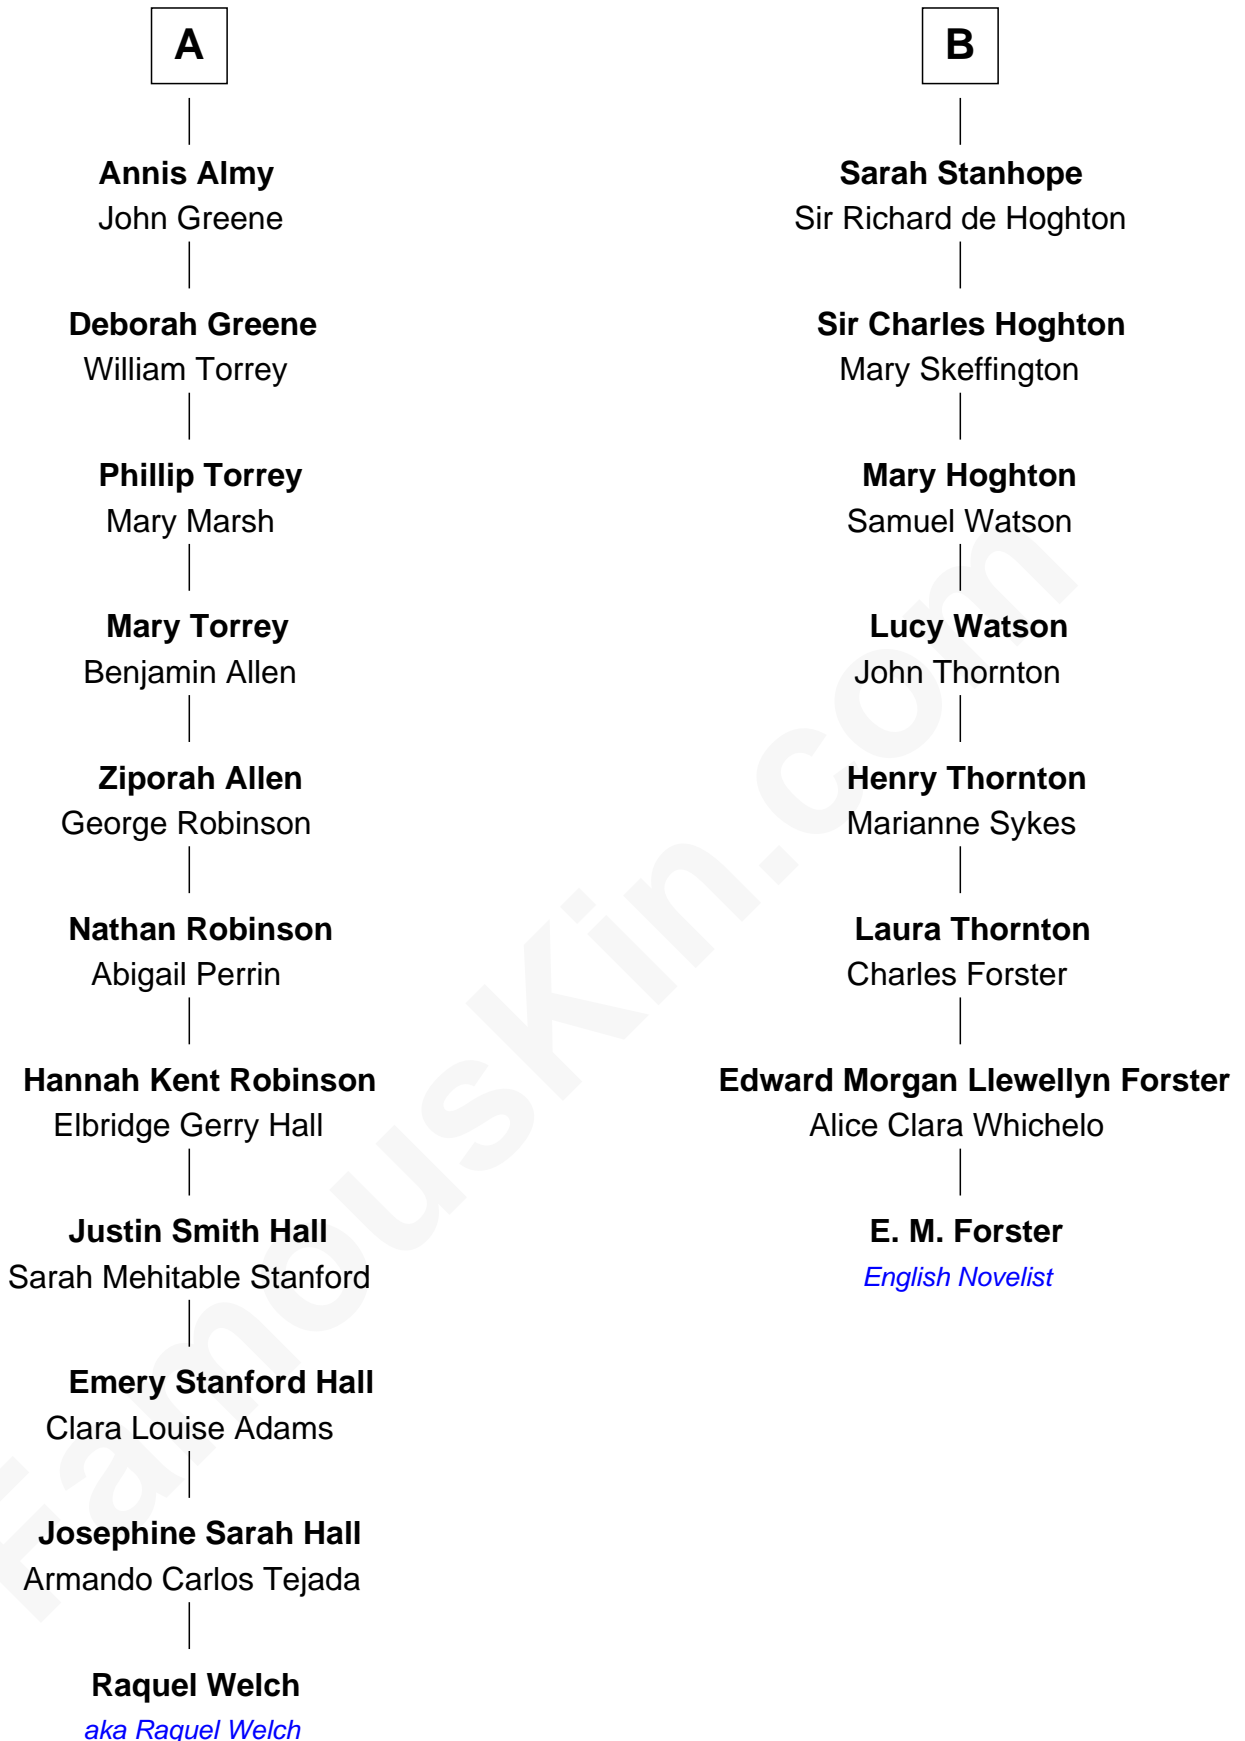 A
Annis Almy
John Greene
Deborah Greene
William Torrey
Phillip Torrey
Mary Marsh
Mary Torrey
Benjamin Allen
Ziporah Allen
George Robinson
Nathan Robinson
Abigail Perrin
Hannah Kent Robinson
Elbridge Gerry Hall
Justin Smith Hall
Sarah Mehitable Stanford
Emery Stanford Hall
Clara Louise Adams
Josephine Sarah Hall
Armando Carlos Tejada
Raquel Welch
aka Raquel Welch
B
Sarah Stanhope
Sir Richard de Hoghton
Sir Charles Hoghton
Mary Skeffington
Mary Hoghton
Samuel Watson
Lucy Watson
John Thornton
Henry Thornton
Marianne Sykes
Laura Thornton
Charles Forster
Edward Morgan Llewellyn Forster
Alice Clara Whichelo
E. M. Forster
English Novelist
FamousKin.com